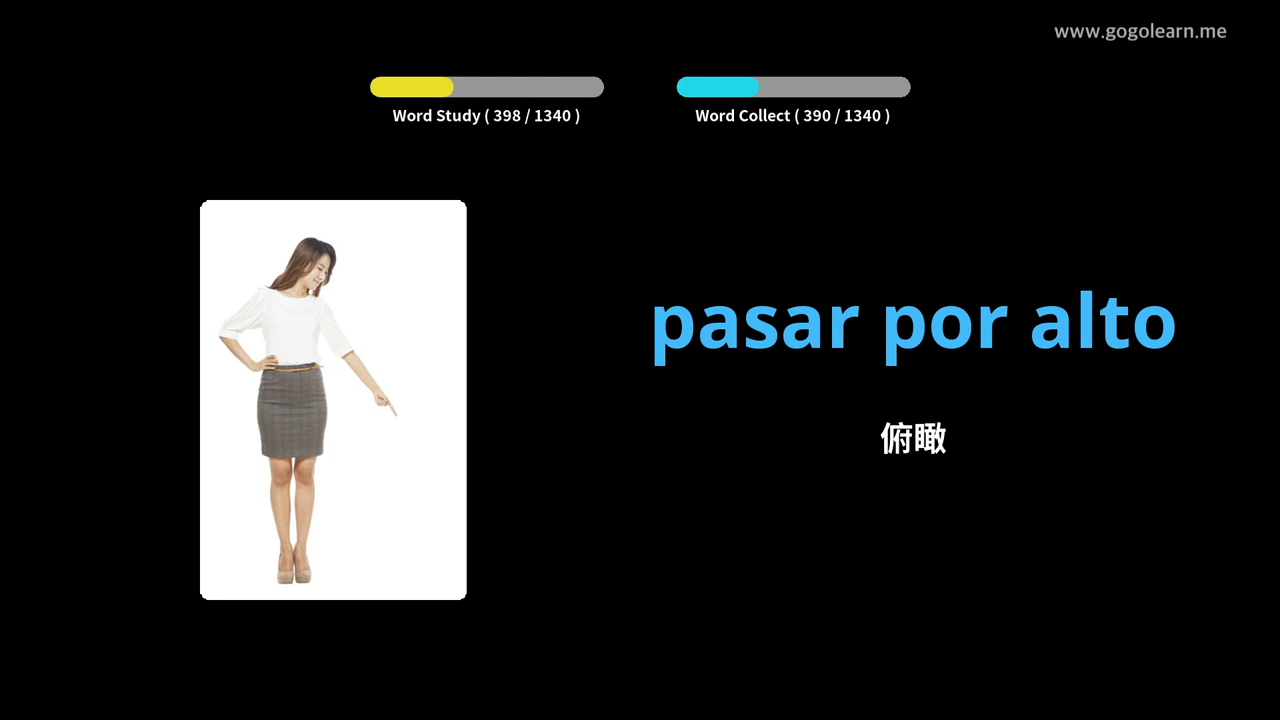 www.gogolearn.me
Word Study ( 398 / 1340 )
Word Collect ( 390 / 1340 )
pasar por alto
俯瞰